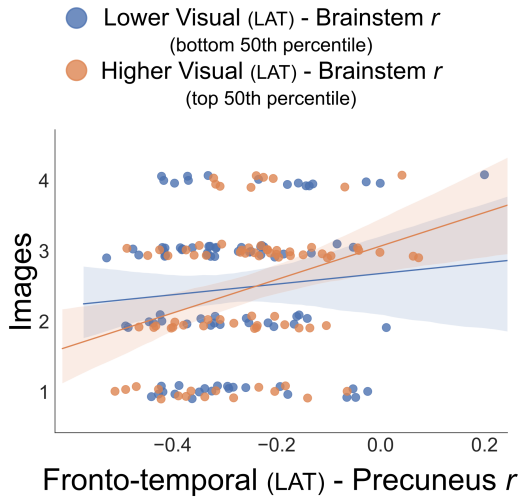 Lower Visual (LAT) - Brainstem r
(bottom 50th percentile)
Higher Visual (LAT) - Brainstem r
(top 50th percentile)
Images
4
3
2
1
−0.4 −0.2 0.0 0.2
Fronto-temporal (LAT) - Precuneus r